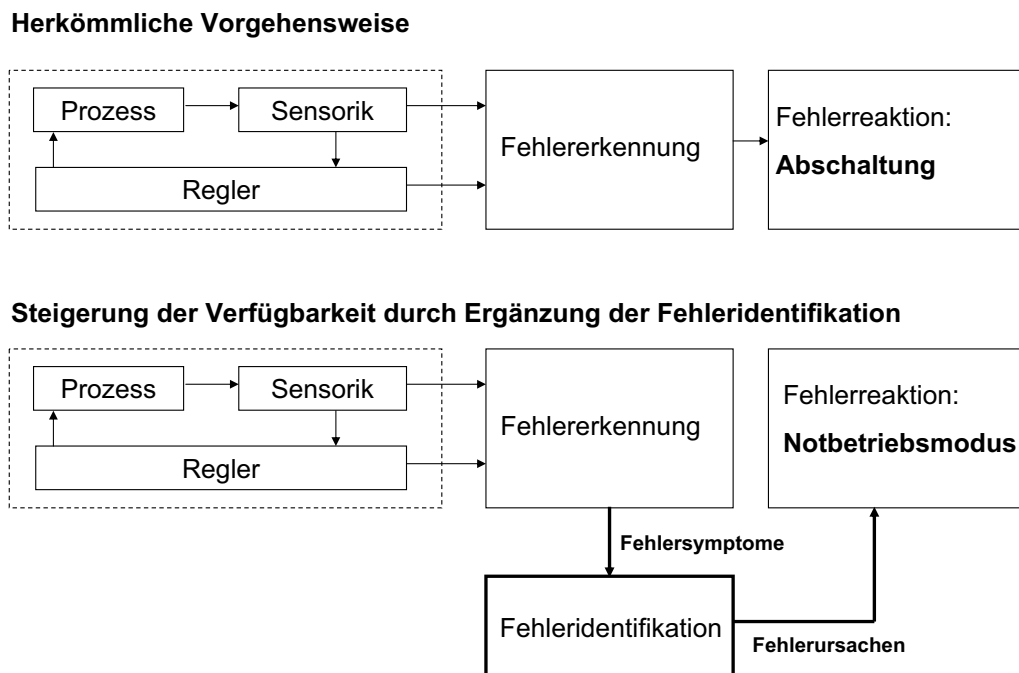 Herkömmliche Vorgehensweise
Prozess
Sensorik
Regler
Fehlererkennung
Fehlerreaktion:
Abschaltung
Steigerung der Verfügbarkeit durch Ergänzung der Fehleridentifikation
Prozess
Sensorik
Regler
Fehlererkennung
Fehlerreaktion:
Notbetriebsmodus
Fehlersymptome
Fehleridentifikation
Fehlerursachen